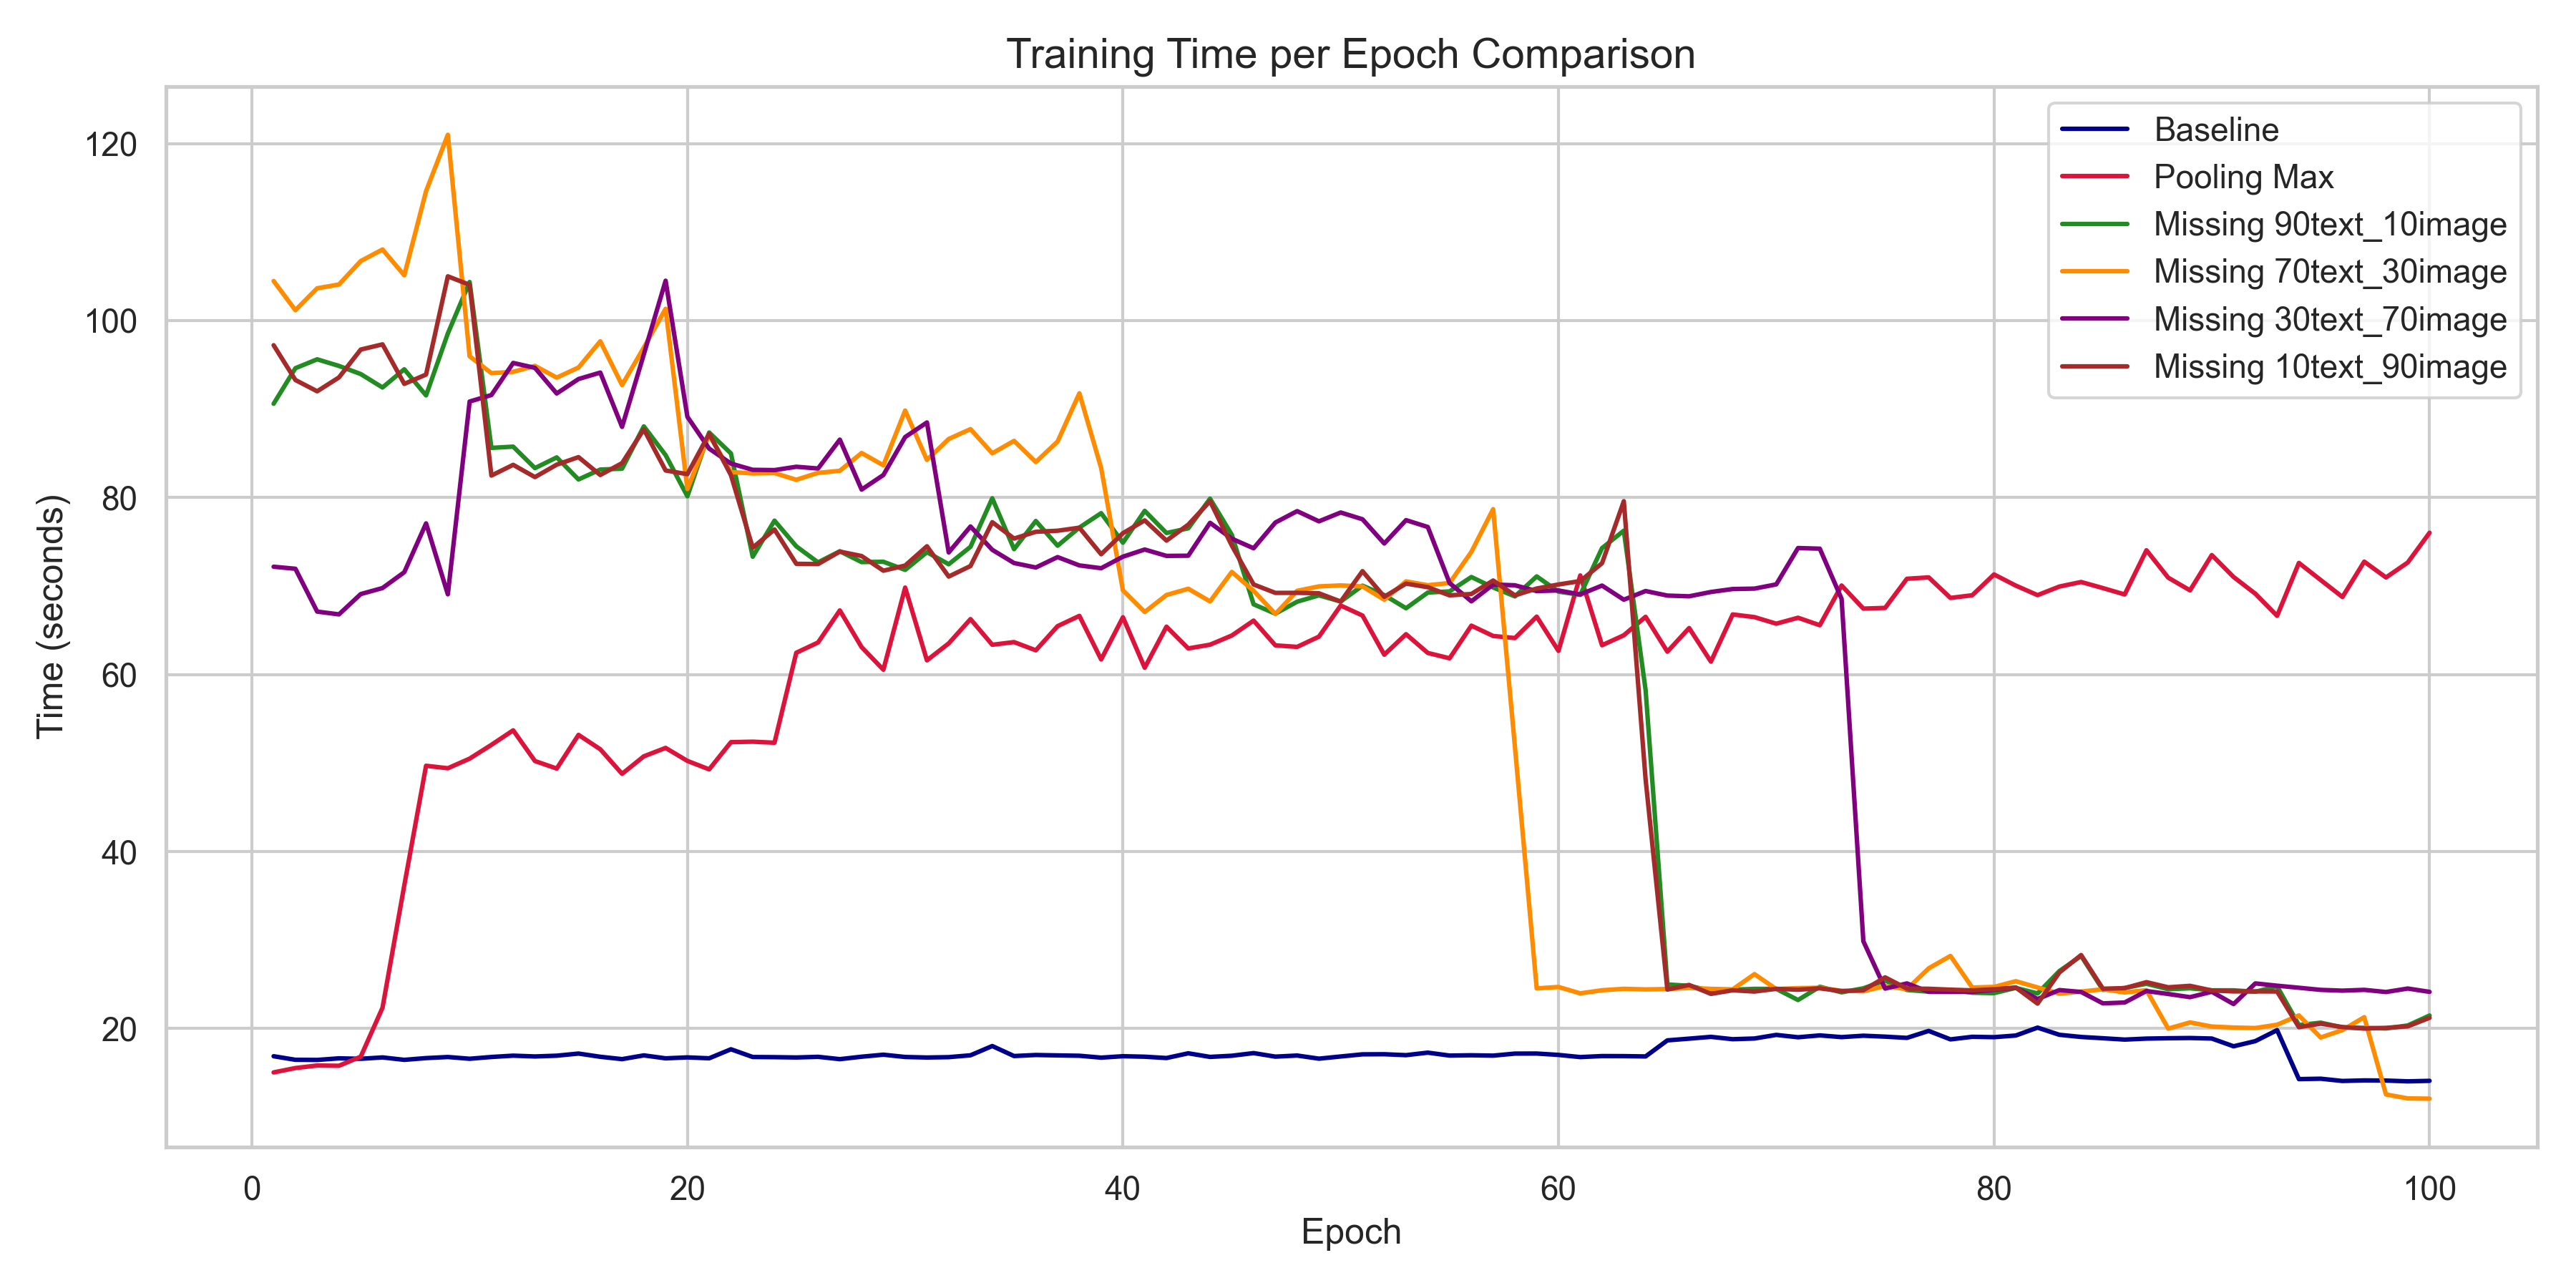 Training Time per Epoch Comparison
Baseline
Pooling Max
Missing 90text_10image
Missing 70text_30image
Missing 30text_70image
Missing 10text_90image
Time (seconds)
120
100
80
60
40
20
0 20 40 60 80 100
Epoch